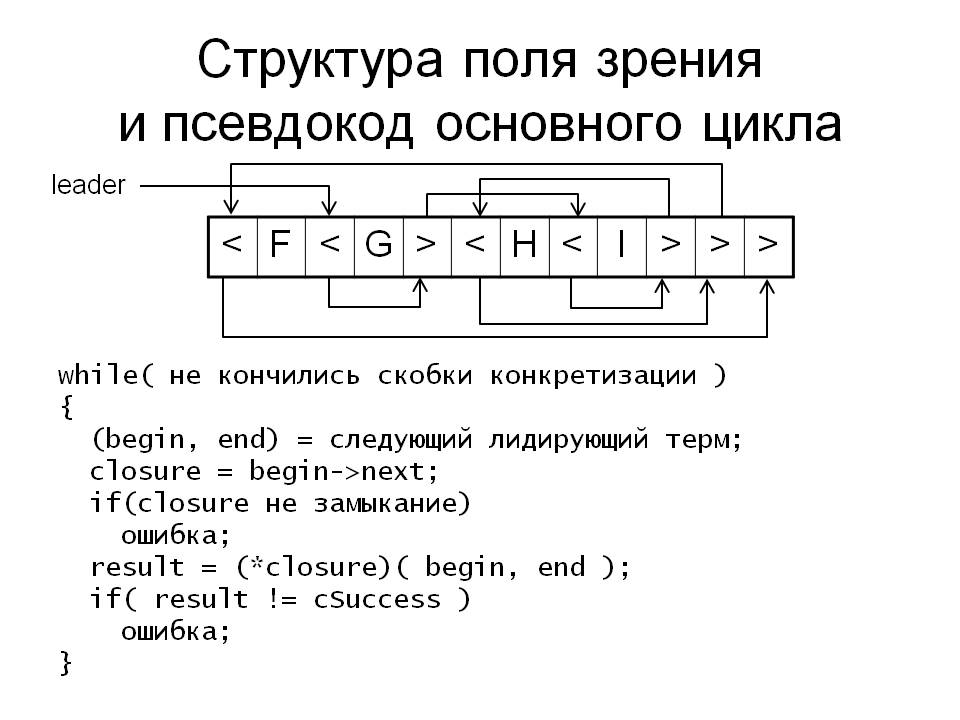 Структура поля зрения
и псевдокод основного цикла
leader
< F < G > < H < I > > >
while( не кончились скобки конкретизации )
{
  (begin, end) = следующий лидирующий терм;
  closure = begin->next;
  if(closure не замыкание)
    ошибка;
  result = (*closure)( begin, end );
  if( result != cSuccess )
    ошибка;
}